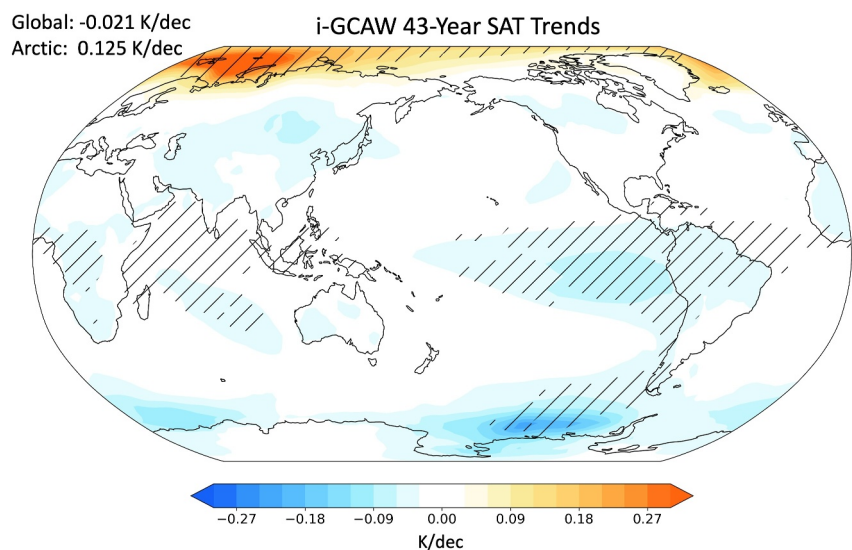 Global: -0.021 K/dec
Arctic: 0.125 K/dec
i-GCAW 43-Year SAT Trends
−0.27 −0.18 −0.09 0.00 0.09 0.18 0.27
K/dec